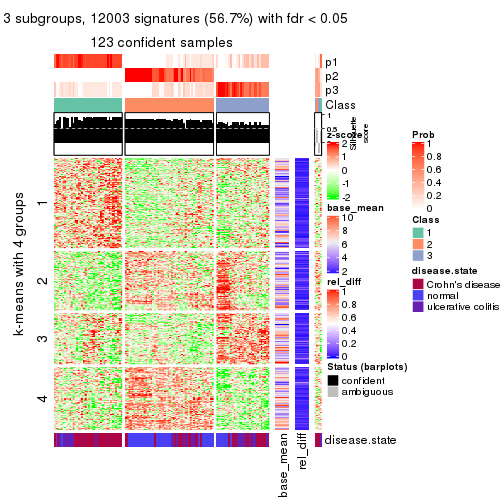 3 subgroups, 12003 signatures (56.7%) with fdr < 0.05
123 confident samples
p1
p2
p3
Class
1
0.5
0
Silhouette
score
z-score
2
1
0
-1
-2
base_mean
10
8
6
4
2
rel_diff
1
0.8
0.6
0.4
0.2
0
Status (barplots)
confident
ambiguous
Prob
1
0.8
0.6
0.4
0.2
0
Class
1
2
3
disease.state
Crohn's disease
normal
ulcerative colitis
k-means with 4 groups
1
2
3
4
disease.state
base_mean
rel_diff